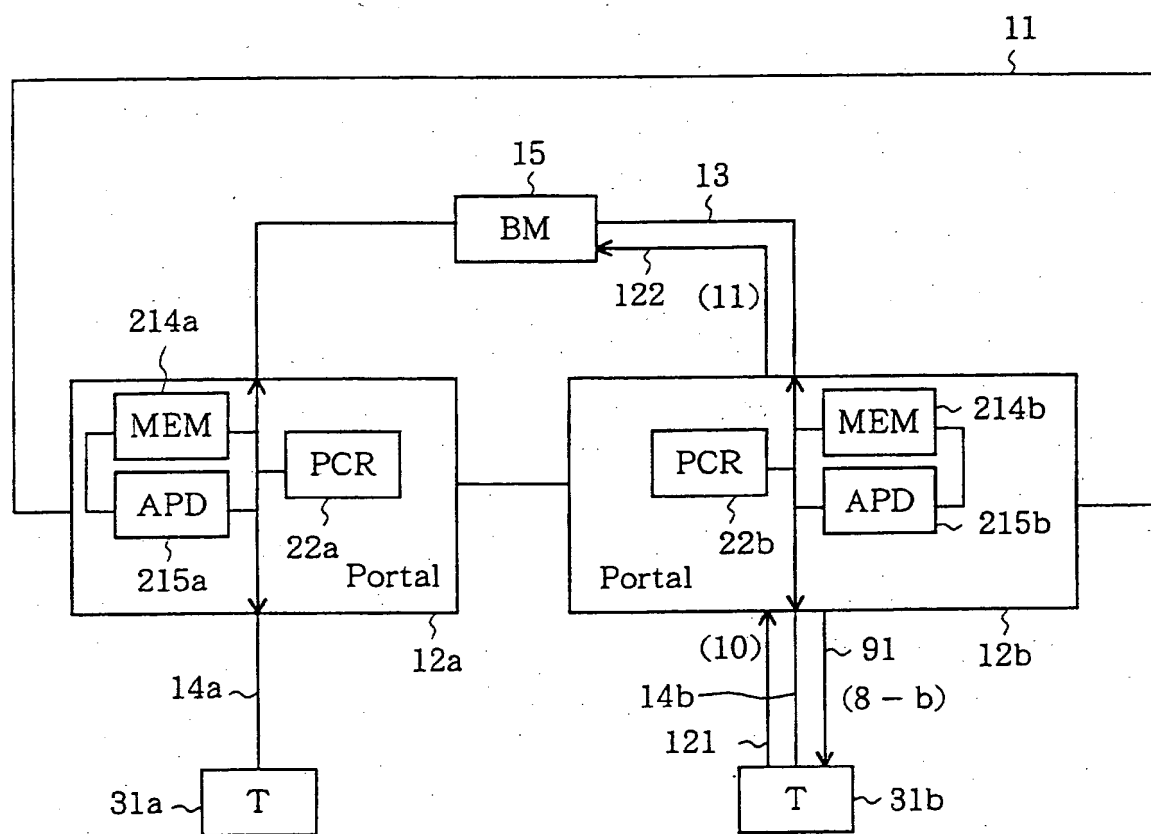 11
15
13
BM
122
(11)
214a
MEM
PCR
APD
22a
215a
Portal
12a
MEM
214b
PCR
APD
22b
215b
Portal
12b
14a
(10)
14b
91
(8 - b)
121
31a
T
T
31b